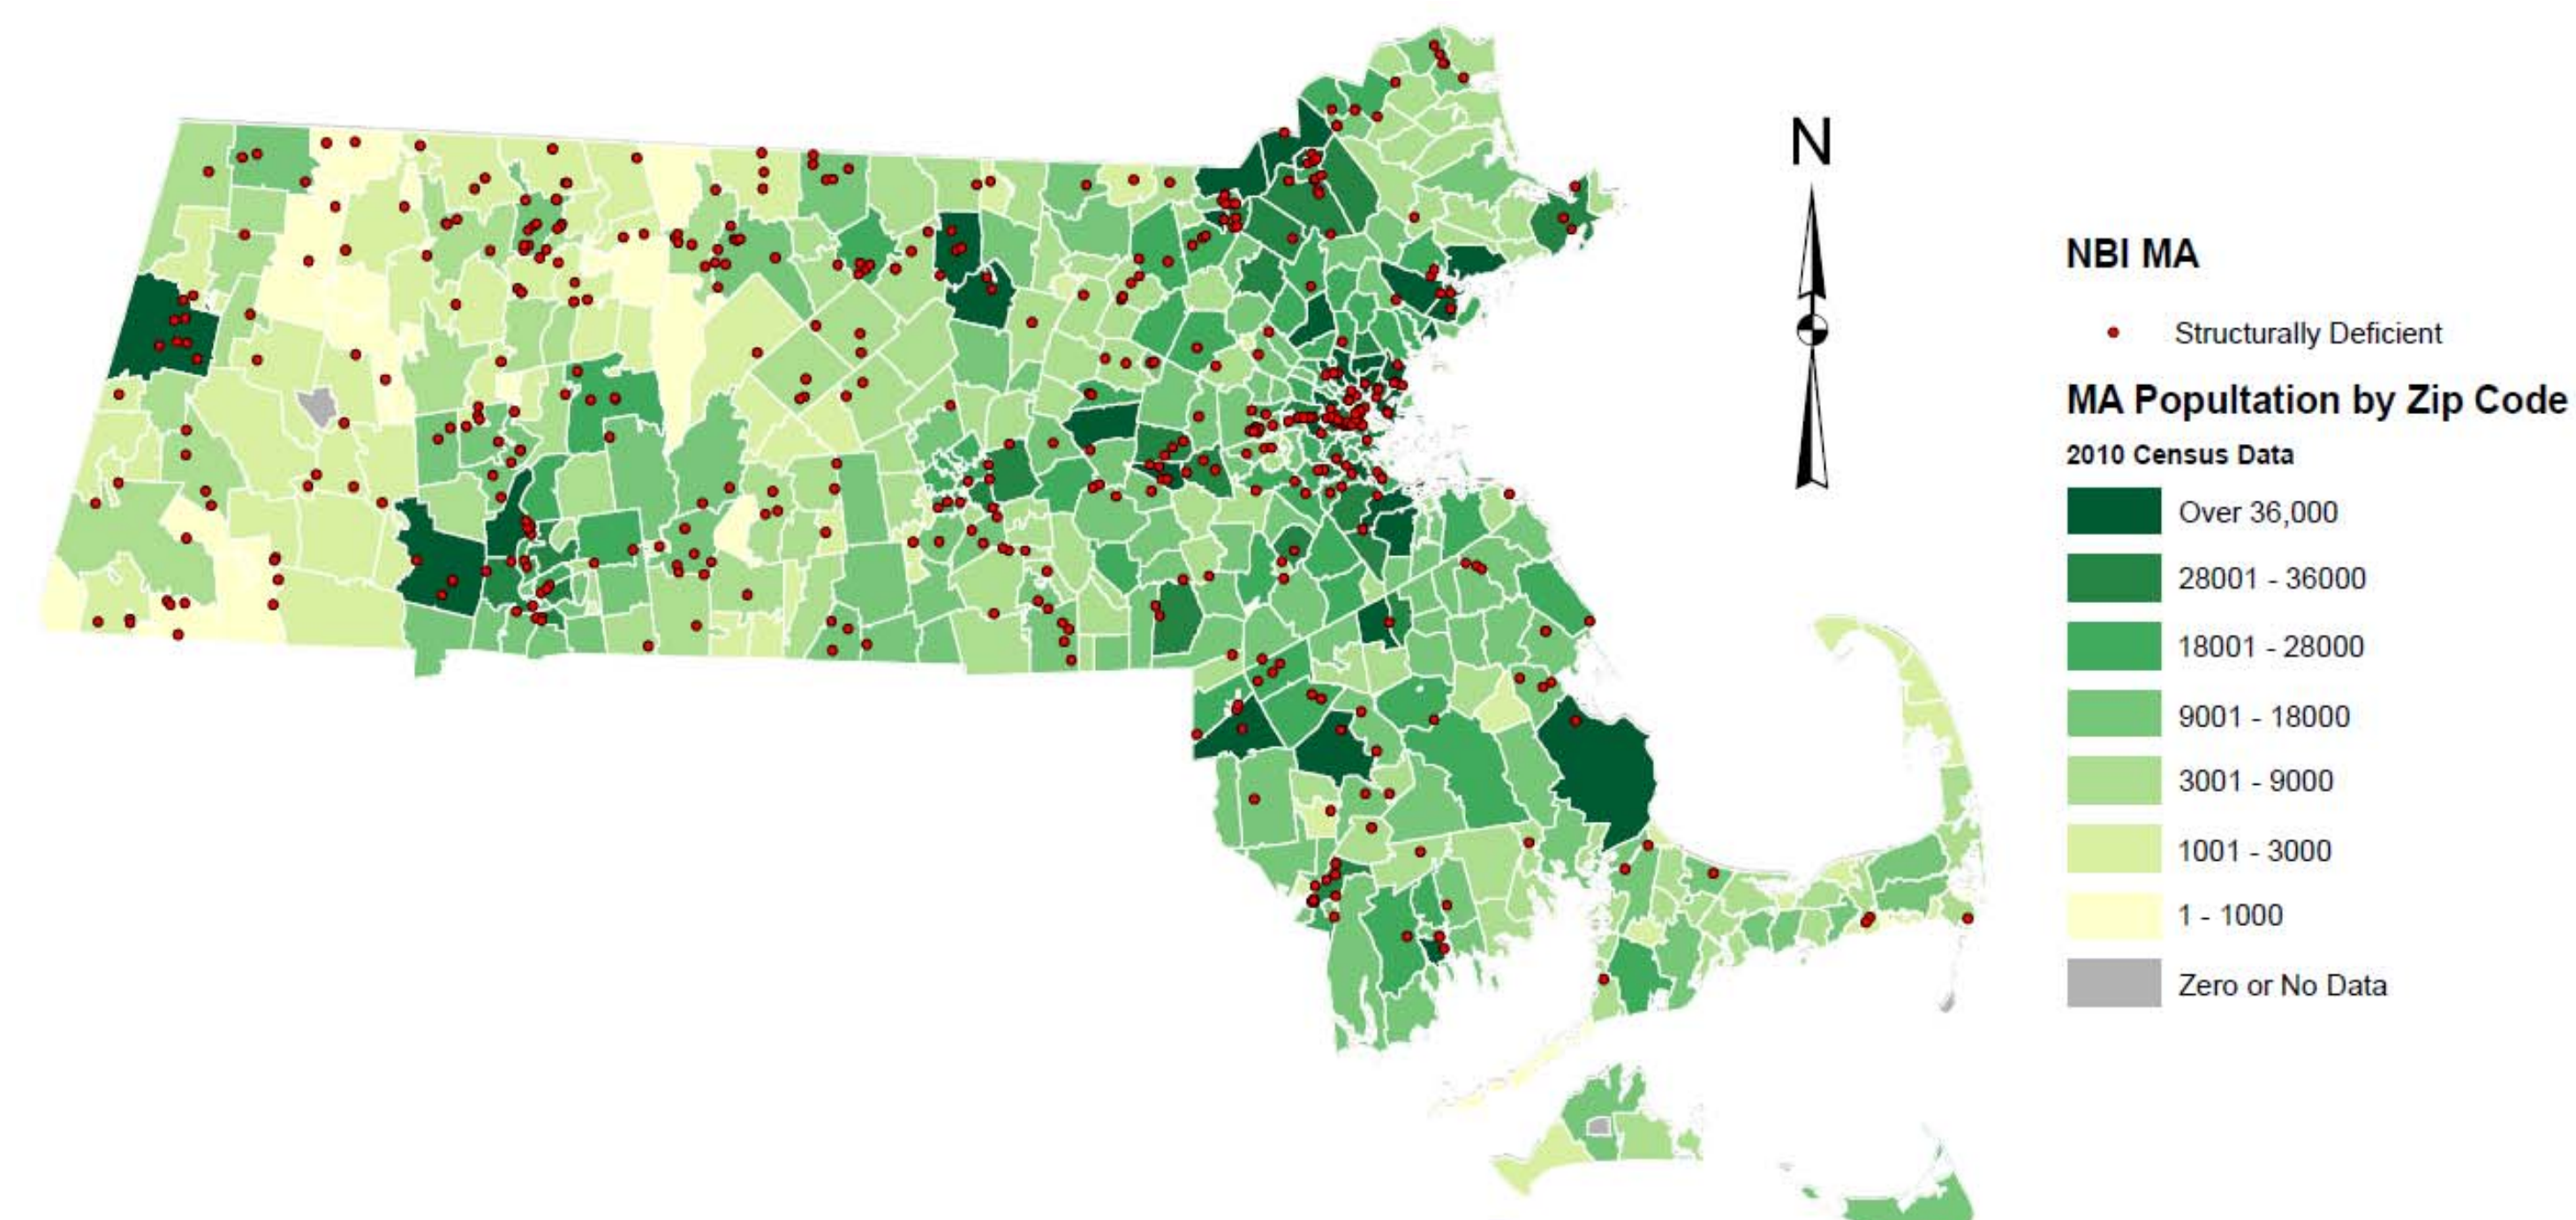 N
NBI MA
Structurally Deficient
MA Popultation by Zip Code
2010 Census Data
Over 36,000
28001 - 36000
18001 - 28000
9001 - 18000
3001 - 9000
1001 - 3000
1 - 1000
Zero or No Data